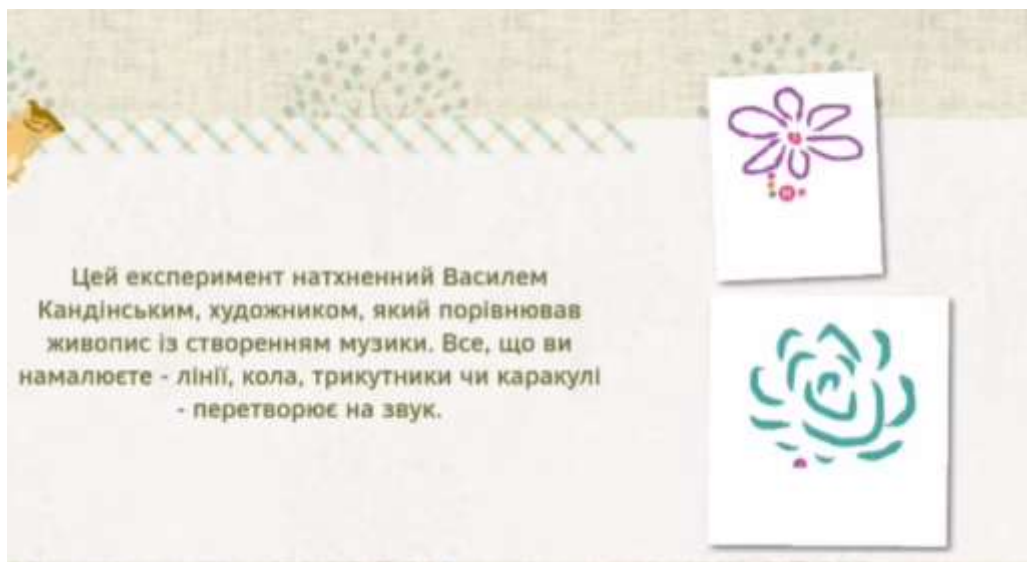 Цей експеримент натхненний Василем
Кандінським, художником, який порівнював
живопис із створенням музики. Все, що ви
намалюєте - лінії, кола, трикутники чи каракулі
- перетворює на звук.